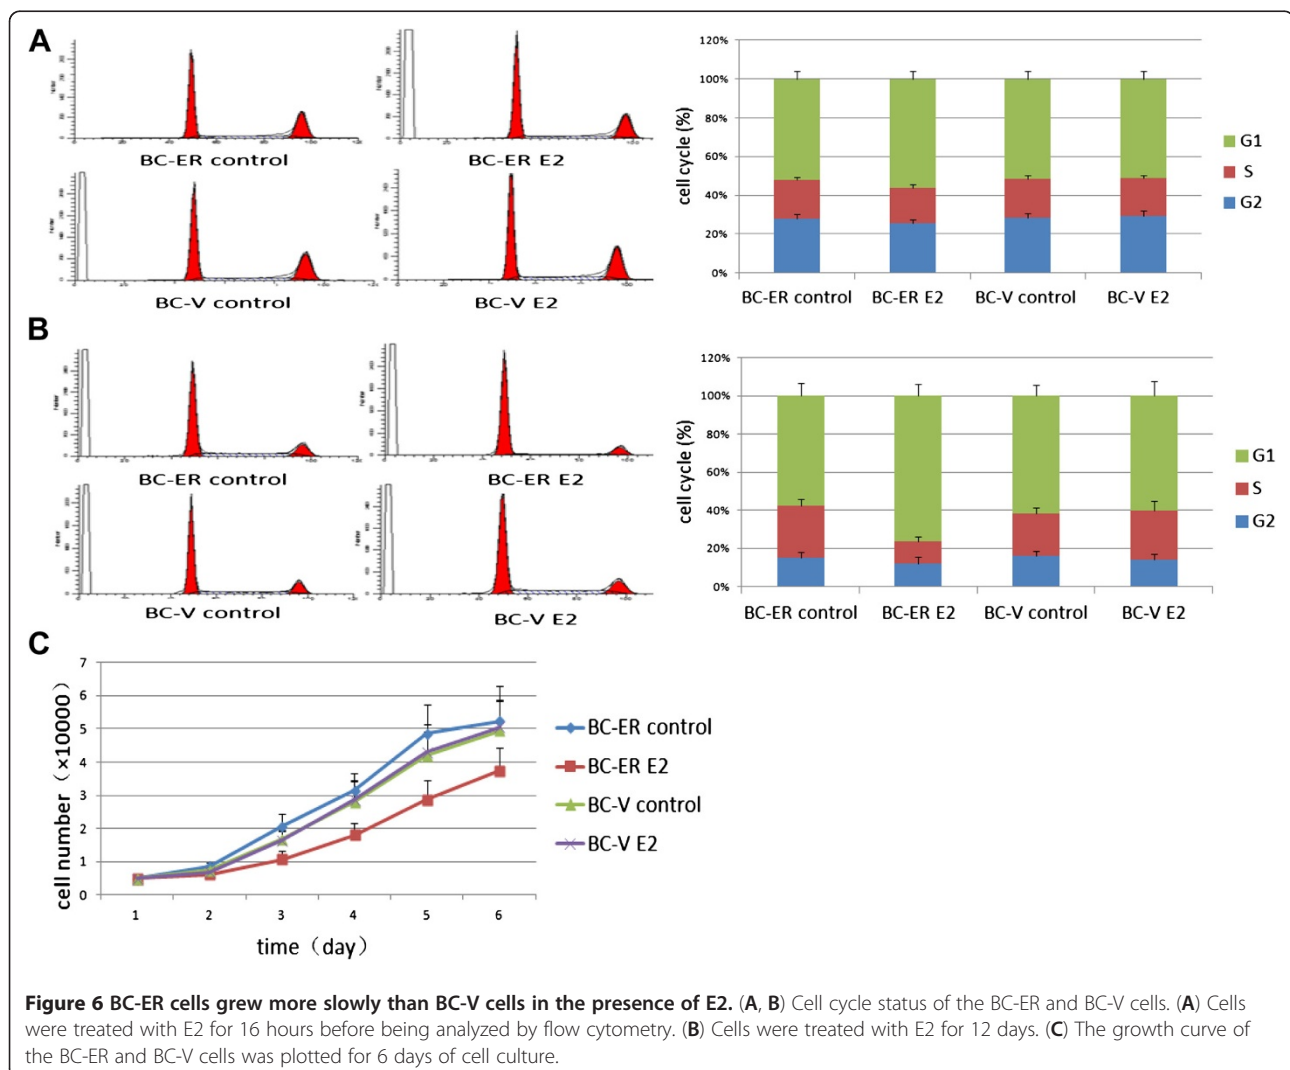 A
BC-ER control
BC-ER E2
BC-V control
BC-V E2
120%
100%
80%
60%
40%
20%
0%
cell cycle (%)
BC-ER control
BC-ER E2
BC-V control
BC-V E2
G1
S
G2
B
BC-ER control
BC-ER E2
BC-V control
BC-V E2
120%
100%
80%
60%
40%
20%
0%
cell cycle (%)
BC-ER control
BC-ER E2
BC-V control
BC-V E2
G1
S
G2
C
7
6
5
4
3
2
1
0
cell number（×10000）
1 2 3 4 5 6
time（day）
BC-ER control
BC-ER E2
BC-V control
BC-V E2
Figure 6 BC-ER cells grew more slowly than BC-V cells in the presence of E2. (A, B) Cell cycle status of the BC-ER and BC-V cells. (A) Cells
were treated with E2 for 16 hours before being analyzed by flow cytometry. (B) Cells were treated with E2 for 12 days. (C) The growth curve of
the BC-ER and BC-V cells was plotted for 6 days of cell culture.